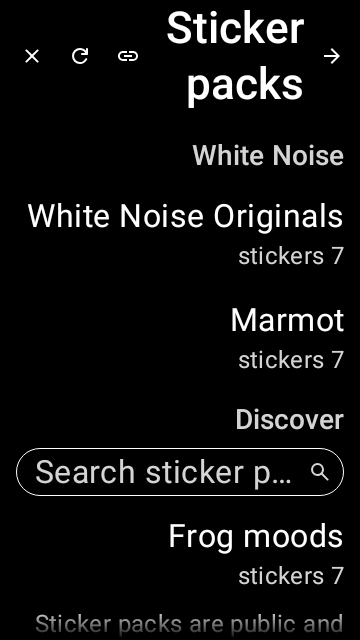 Sticker
packs
White Noise
White Noise Originals
stickers 7
Marmot
stickers 7
Discover
Search sticker p...
Frog moods
stickers 7
Sticker packs are public and